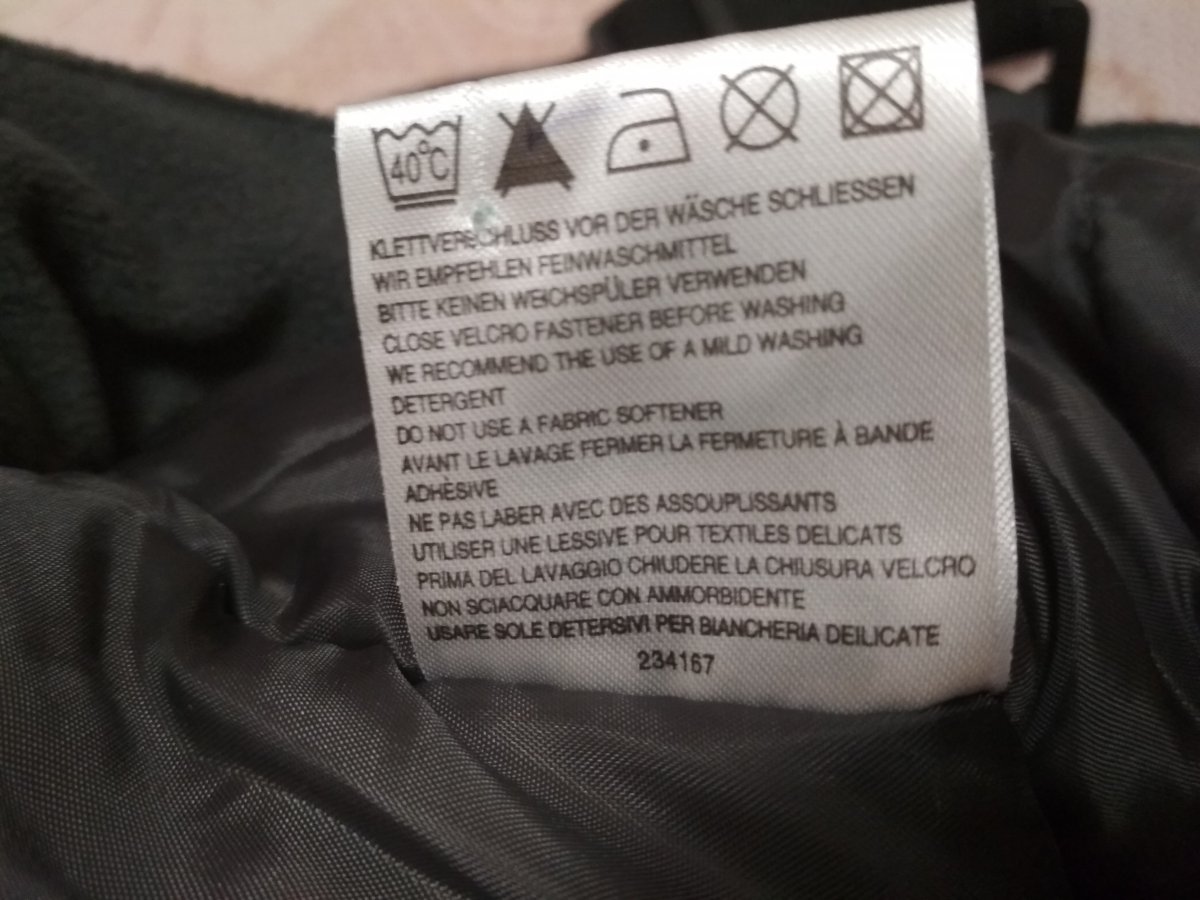 40°C
KLETTVERSCHLUSS VOR DER WÄSCHE SCHLIESSEN
WIR EMPFEHLEN FEINWASCHMITTEL
BITTE KEINEN WEICHSPÜLER VERWENDEN
CLOSE VELCRO FASTENER BEFORE WASHING
WE RECOMMEND THE USE OF A MILD WASHING
DETERGENT
DO NOT USE A FABRIC SOFTENER
AVANT LE LAVAGE FERMER LA FERMETURE À BANDE
ADHÈSIVE
NE PAS LABER AVEC DES ASSOUPLISSANTS
UTILISER UNE LESSIVE POUR TEXTILES DELICATS
PRIMA DEL LAVAGGIO CHIUDERE LA CHIUSURA VELCRO
NON SCIACQUARE CON AMMORBIDENTE
USARE SOLE DETERSIVI PER BIANCHERIA DEILICATE
234167